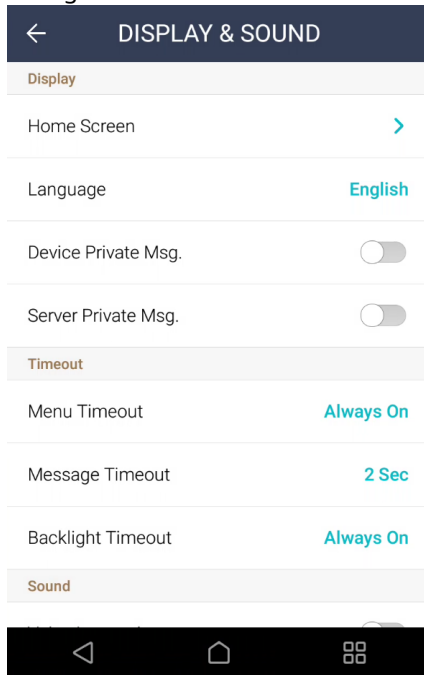 DISPLAY & SOUND
Display
Home Screen
Language English
Device Private Msg.
Server Private Msg.
Timeout
Menu Timeout Always On
Message Timeout 2 Sec
Backlight Timeout Always On
Sound